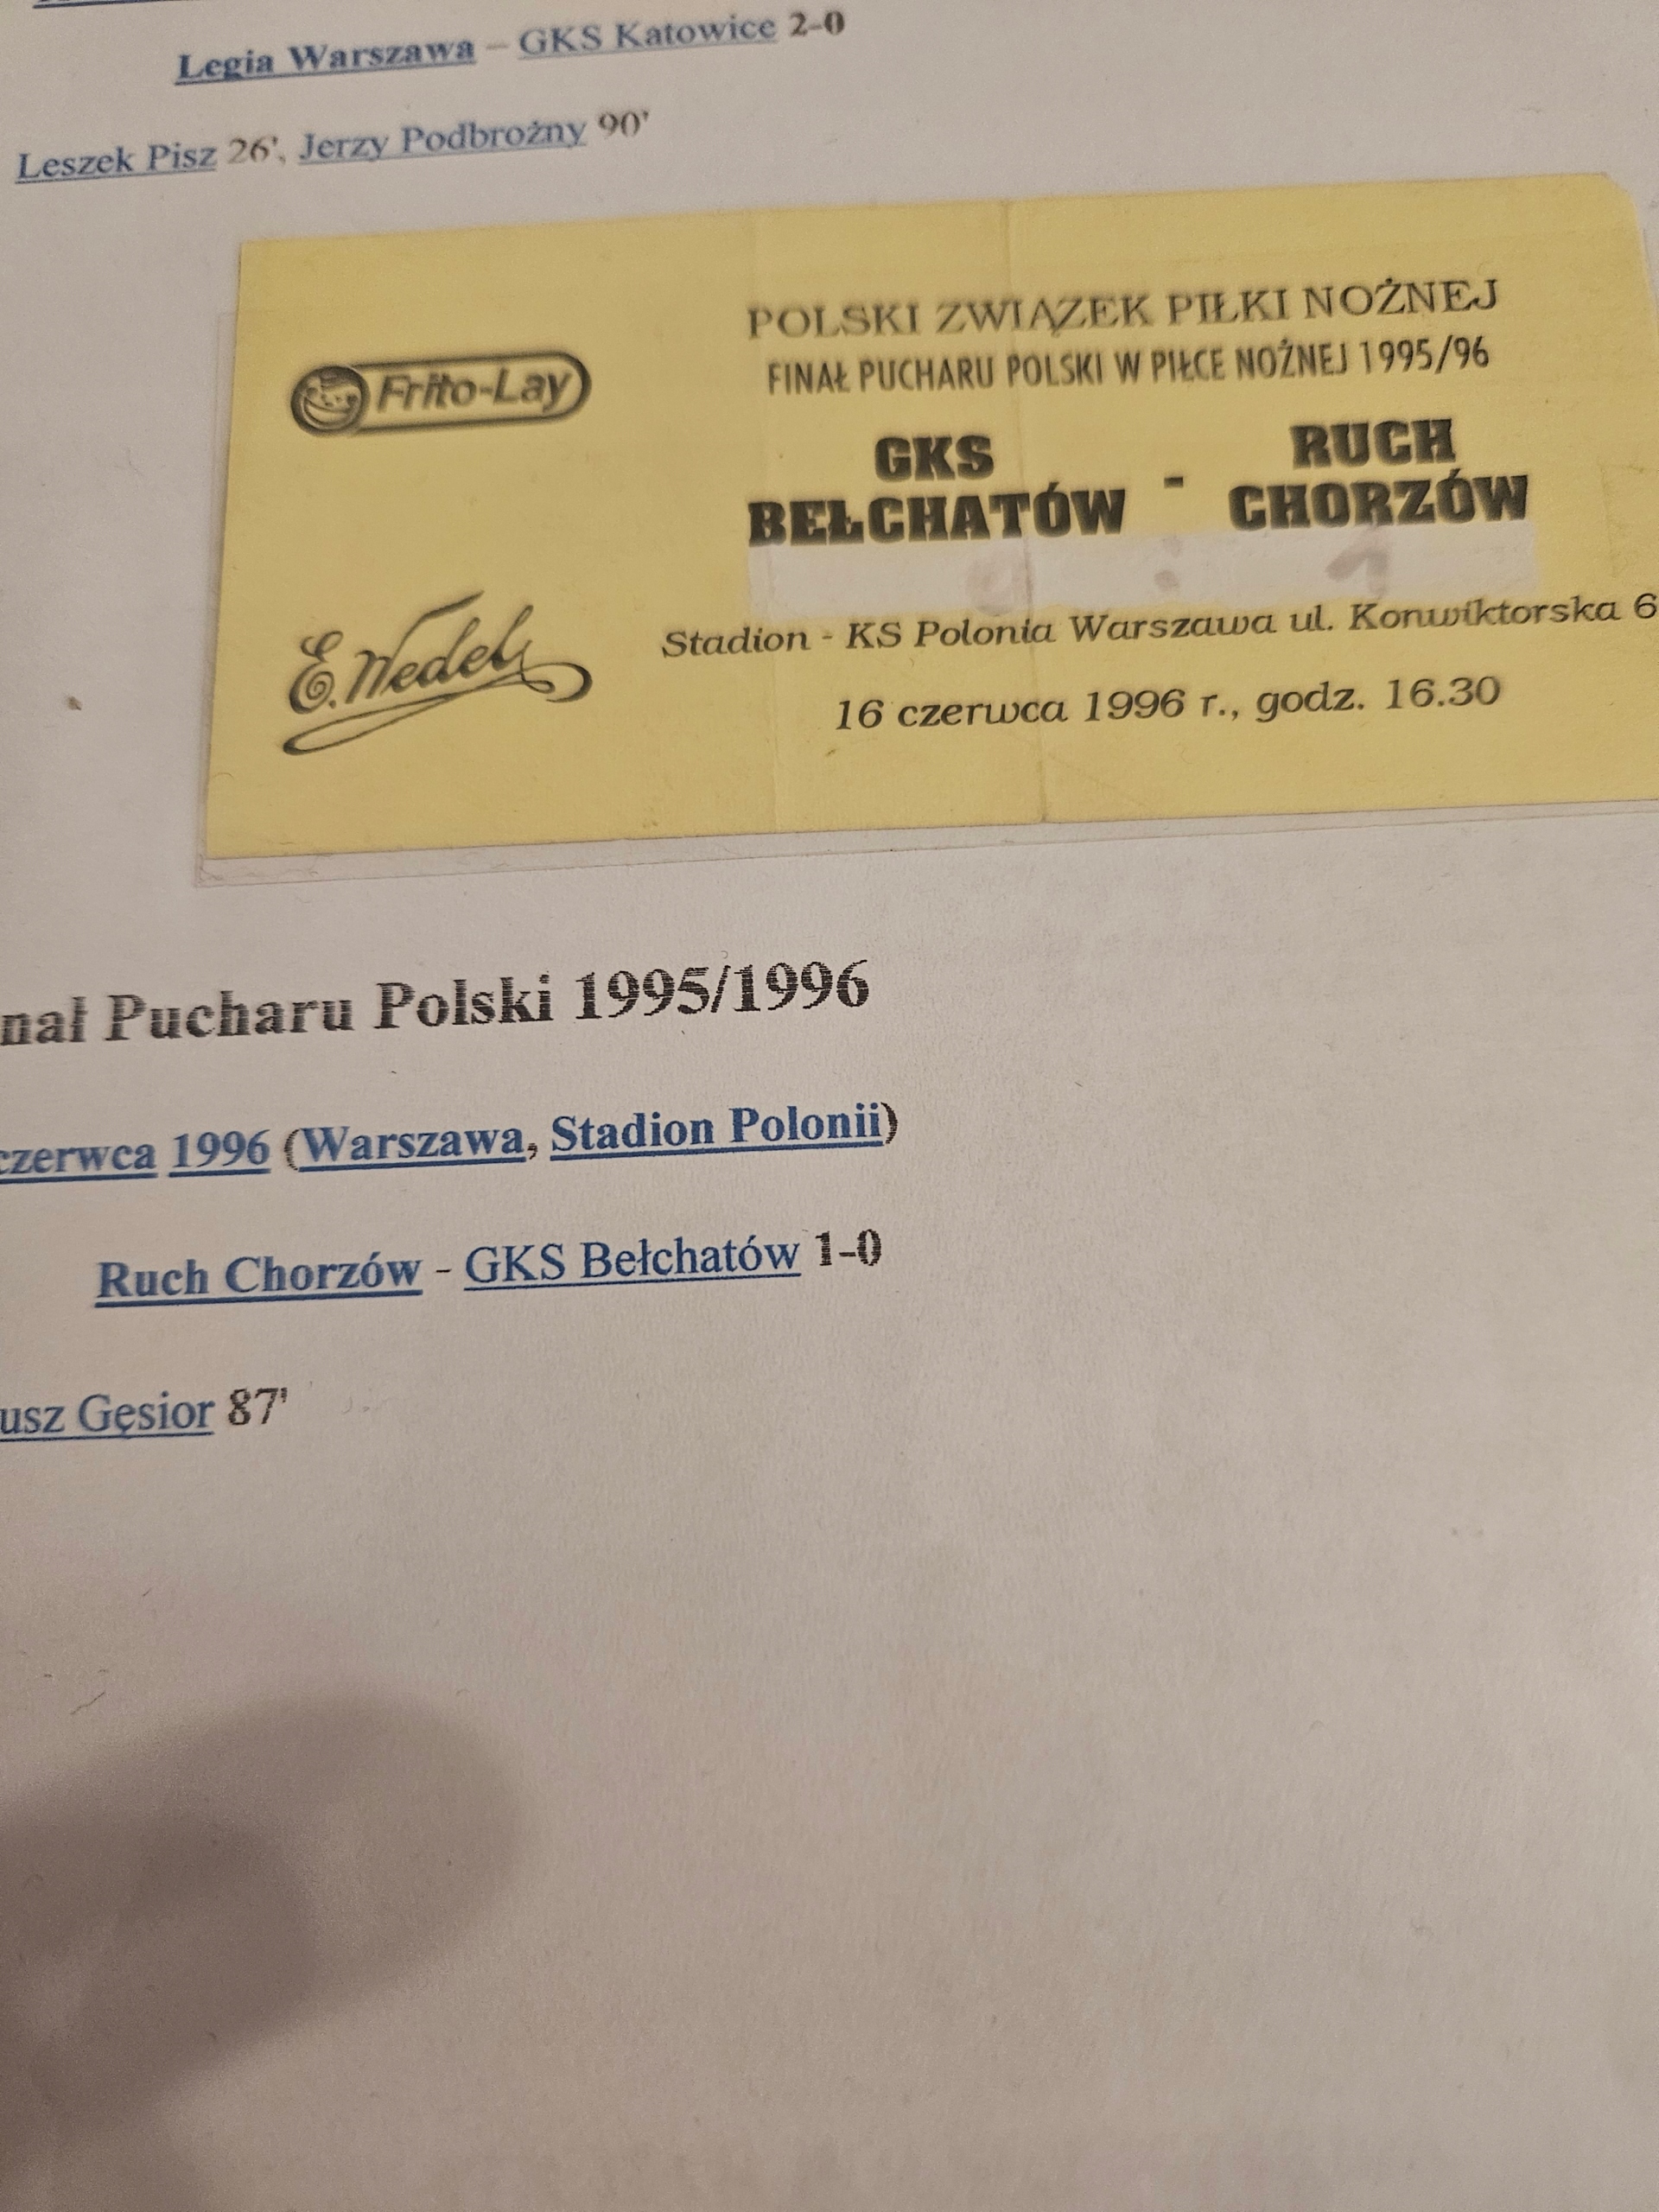 Legia Warszawa – GKS Katowice 2-0
Leszek Pisz 26', Jerzy Podbrożny 90'
Frito-Lay
POLSKI ZWIĄZEK PIŁKI NOŻNEJ
FINAŁ PUCHARU POLSKI W PIŁCE NOŻNEJ 1995/96
GKS BEŁCHATÓW - RUCH CHORZÓW
E. Wedel
Stadion - KS Polonia Warszawa ul. Konwiktorska 6
16 czerwca 1996 r., godz. 16.30
nał Pucharu Polski 1995/1996
czerwca 1996 (Warszawa, Stadion Polonii)
Ruch Chorzów - GKS Bełchatów 1-0
usz Gęsior 87'